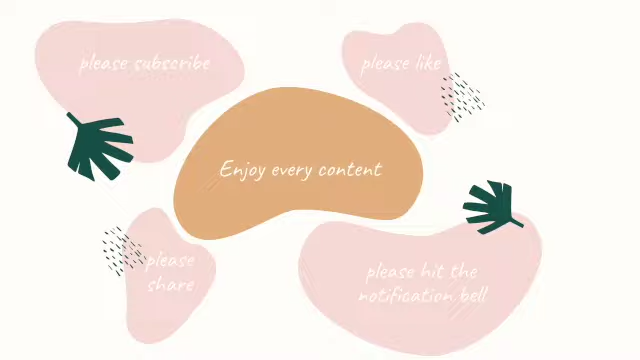 please subscribe
please like
Enjoy every content
please
share
please hit the
notification bell